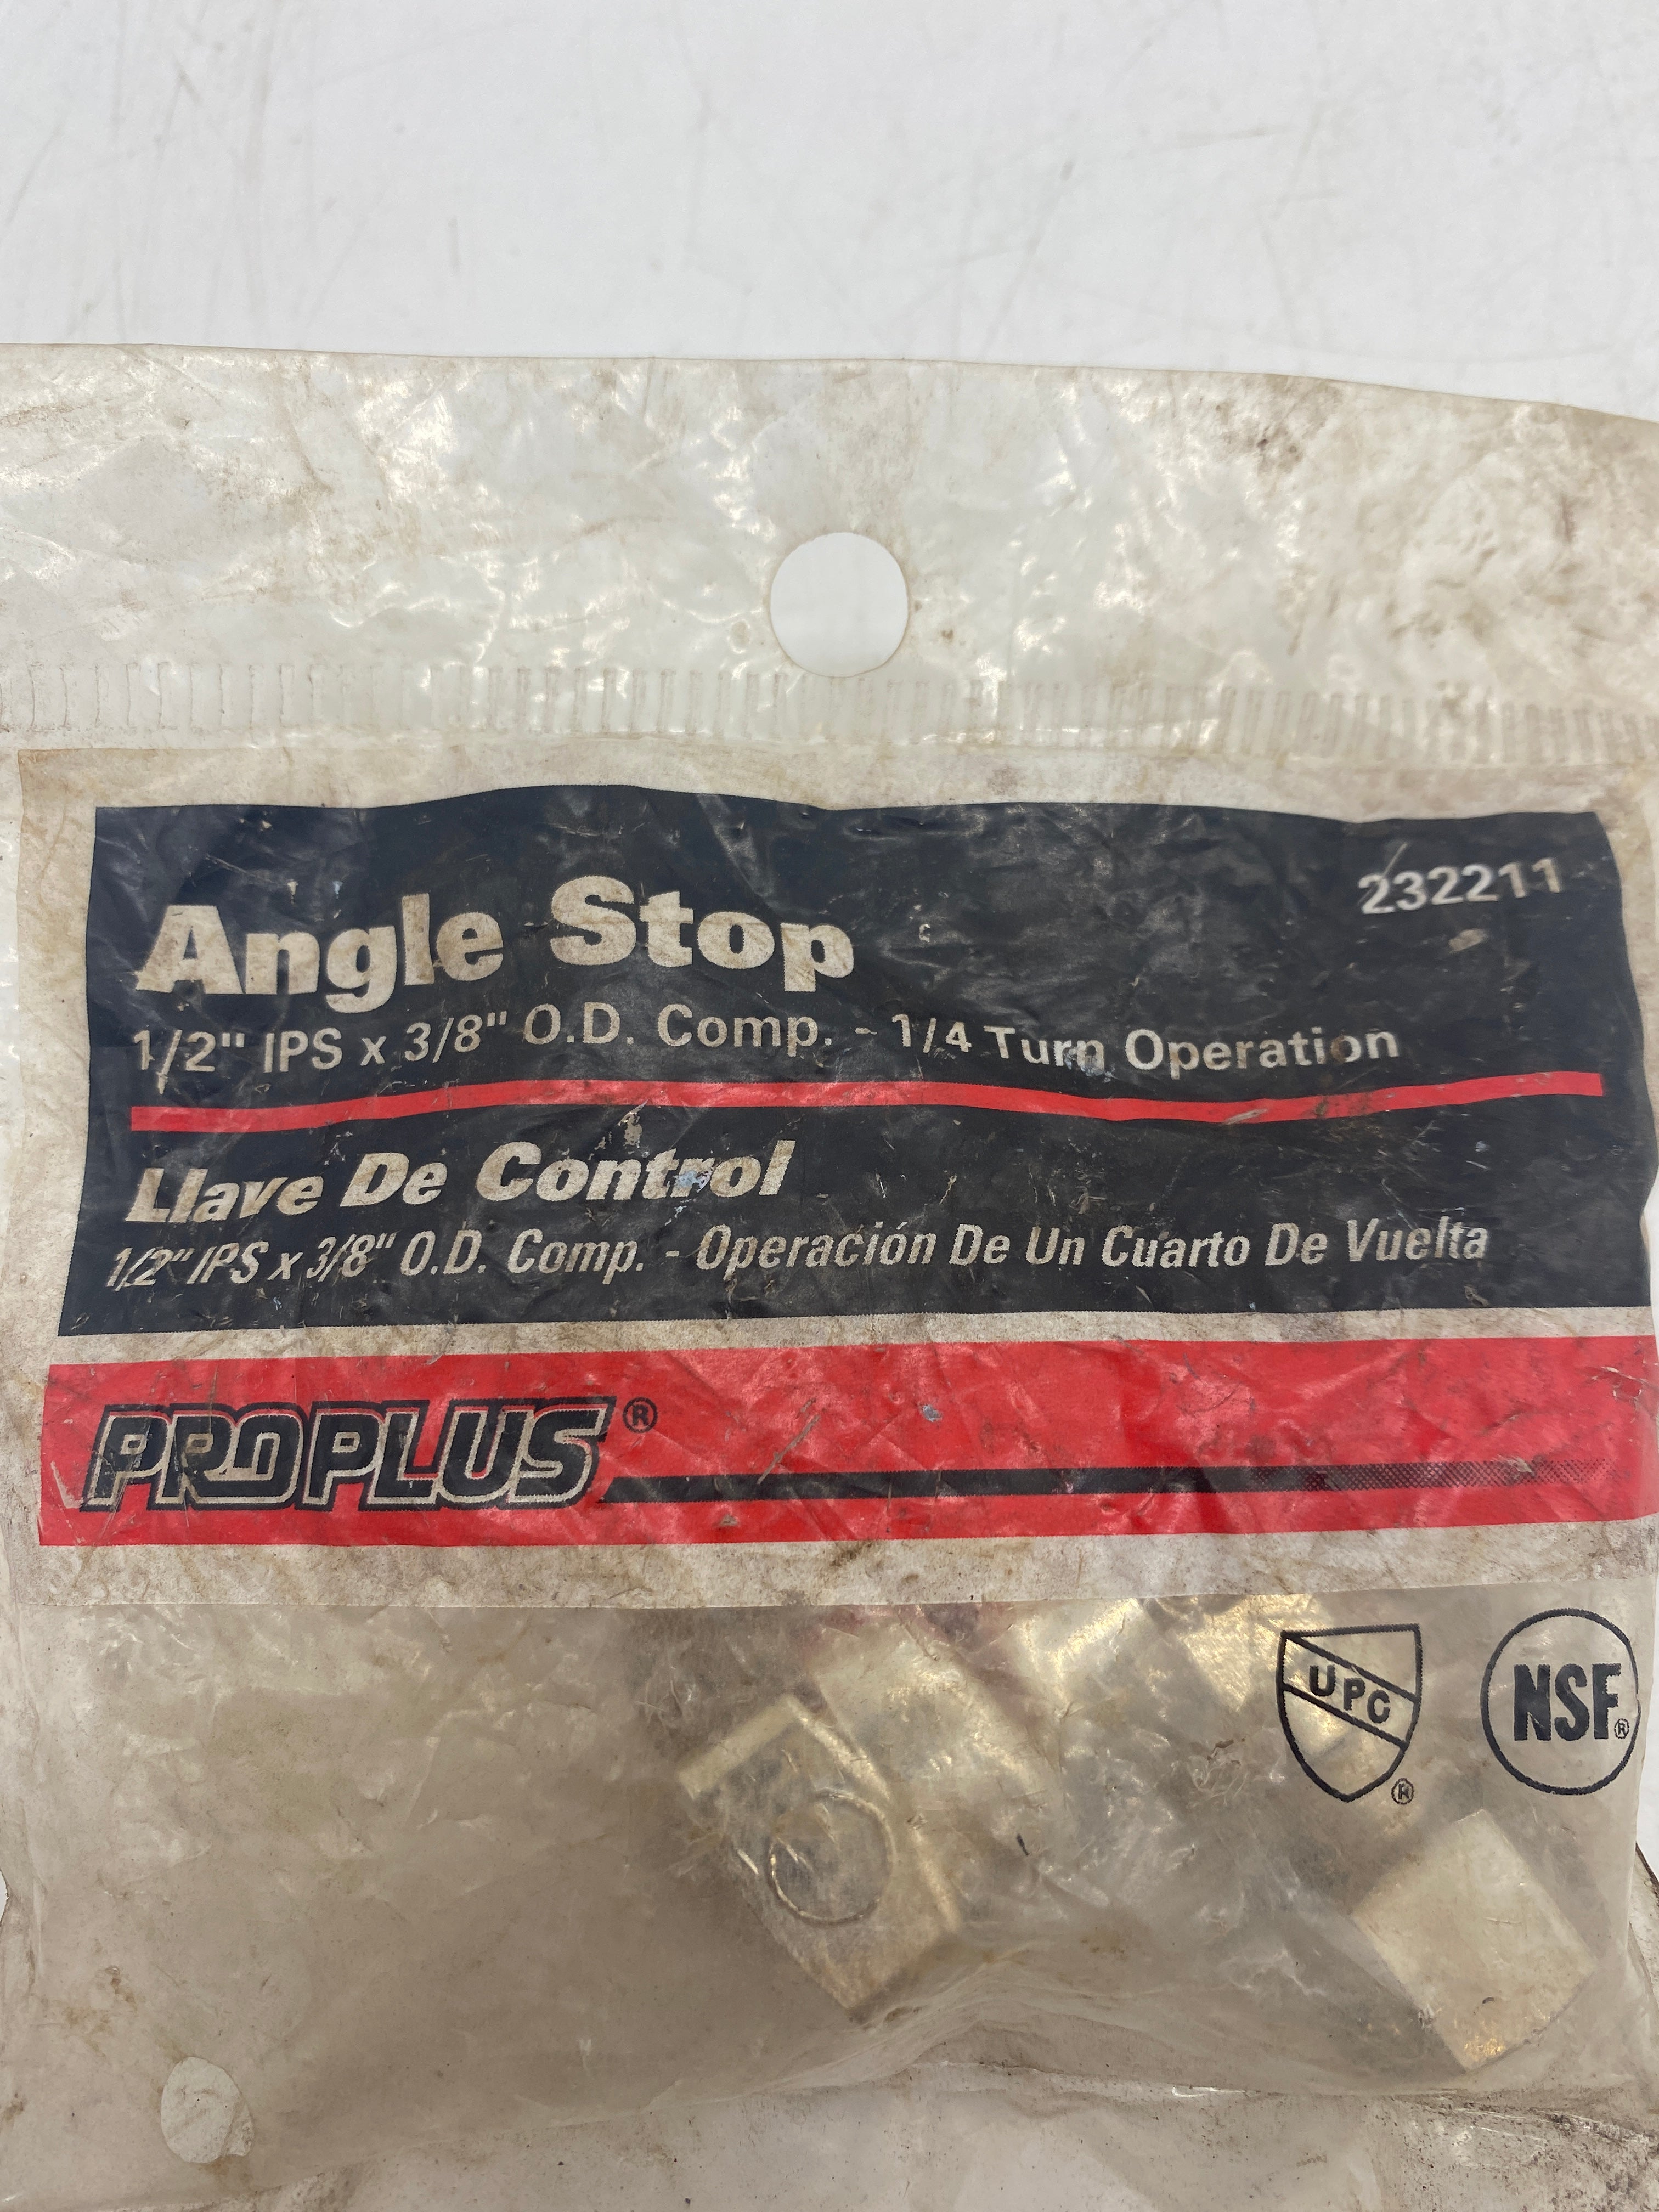 232211
Angle Stop
1/2" IPS x 3/8" O.D. Comp. - 1/4 Turn Operation
Llave De Control
1/2" IPS x 3/8" O.D. Comp. - Operación De Un Cuarto De Vuelta
PROPLUS®
UPC®
NSF®